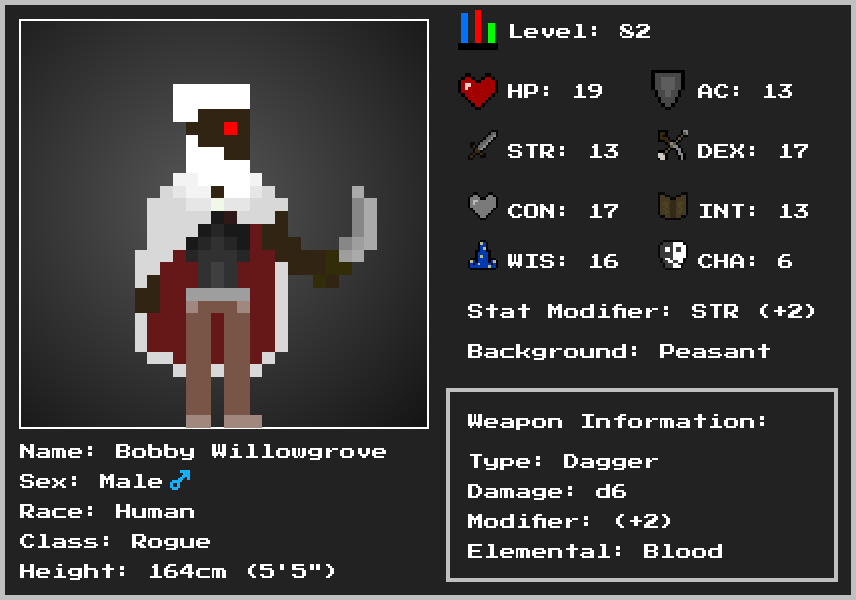 Level: 82
HP: 19
AC: 13
STR: 13
DEX: 17
CON: 17
INT: 13
WIS: 16
CHA: 6
Stat Modifier: STR (+2)
Background: Peasant
Weapon Information:
Type: Dagger
Damage: d6
Modifier: (+2)
Elemental: Blood
Name: Bobby Willowgrove
Sex: Male ♂
Race: Human
Class: Rogue
Height: 164cm (5'5")